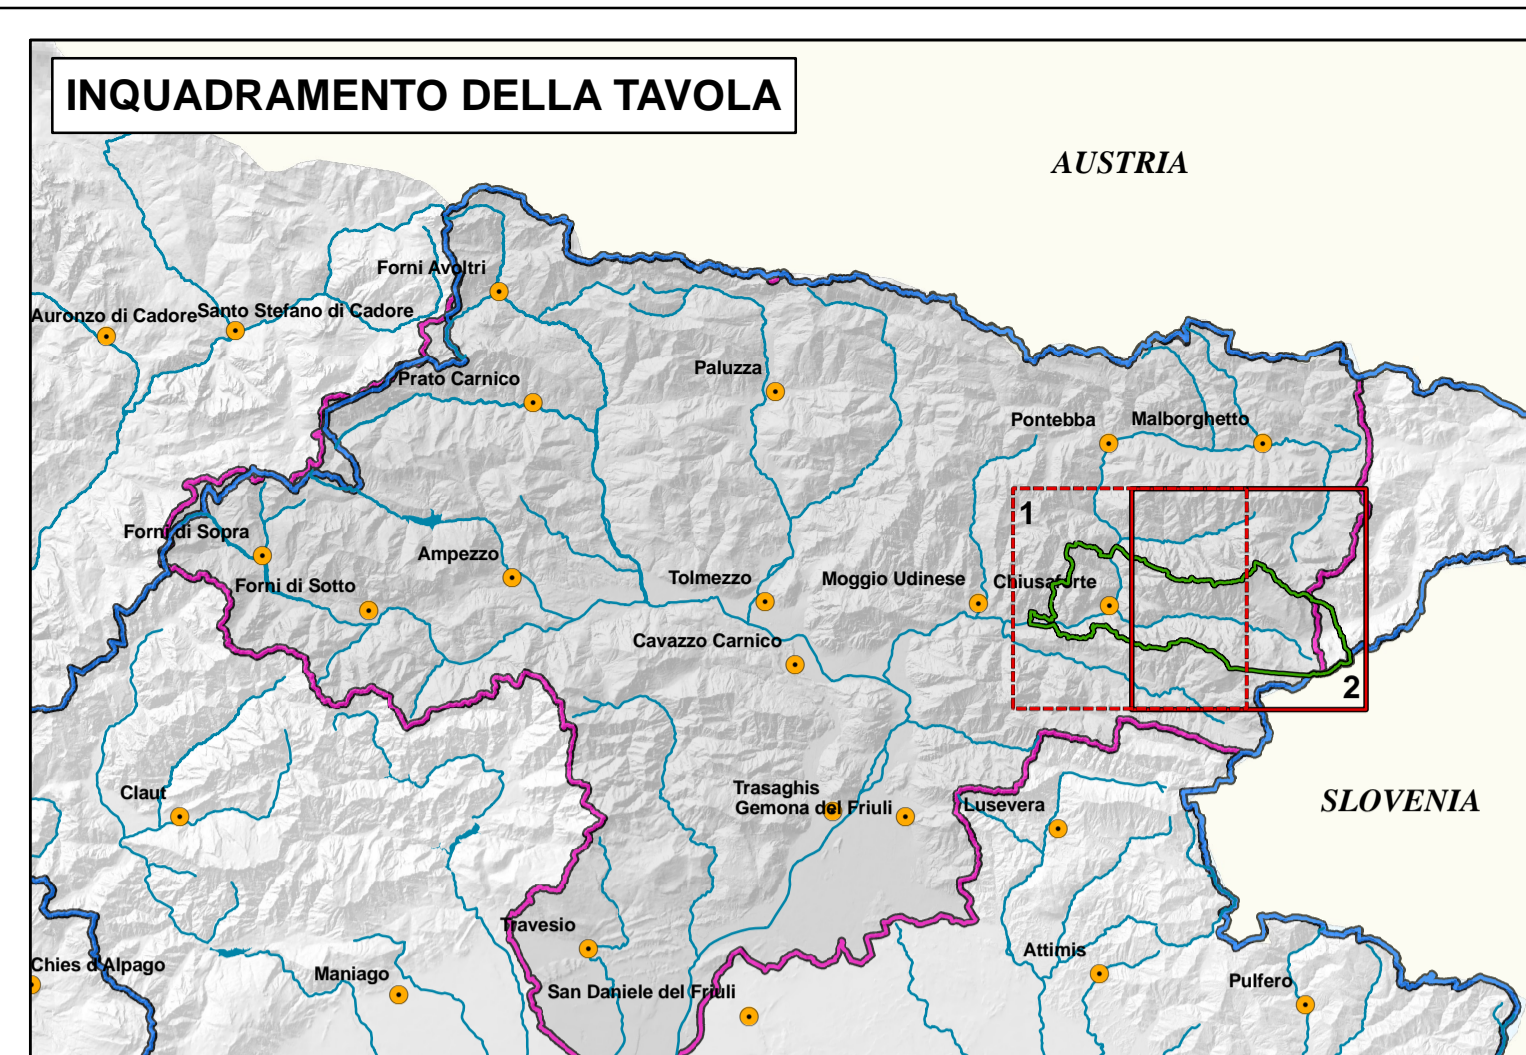 INQUADRAMENTO DELLA TAVOLA
AUSTRIA
Forni Avoltri
Auronzo di Cadore
Santo Stefano di Cadore
Prato Carnico
Paluzza
Pontebba
Malborghetto
1
Forni di Sopra
Ampezzo
Forni di Sotto
Tolmezzo
Moggio Udinese
Chiusaforte
Cavazzo Carnico
2
Claut
Trasaghis
Gemona del Friuli
Lusevera
SLOVENIA
Travesio
Attimis
Chies d'Alpago
Maniago
Pulfero
San Daniele del Friuli